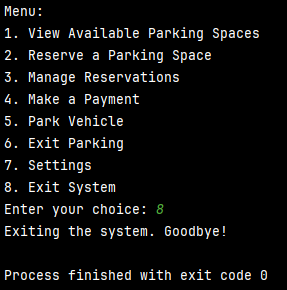 Menu:
1. View Available Parking Spaces
2. Reserve a Parking Space
3. Manage Reservations
4. Make a Payment
5. Park Vehicle
6. Exit Parking
7. Settings
8. Exit System
Enter your choice: 8
Exiting the system. Goodbye!
Process finished with exit code 0